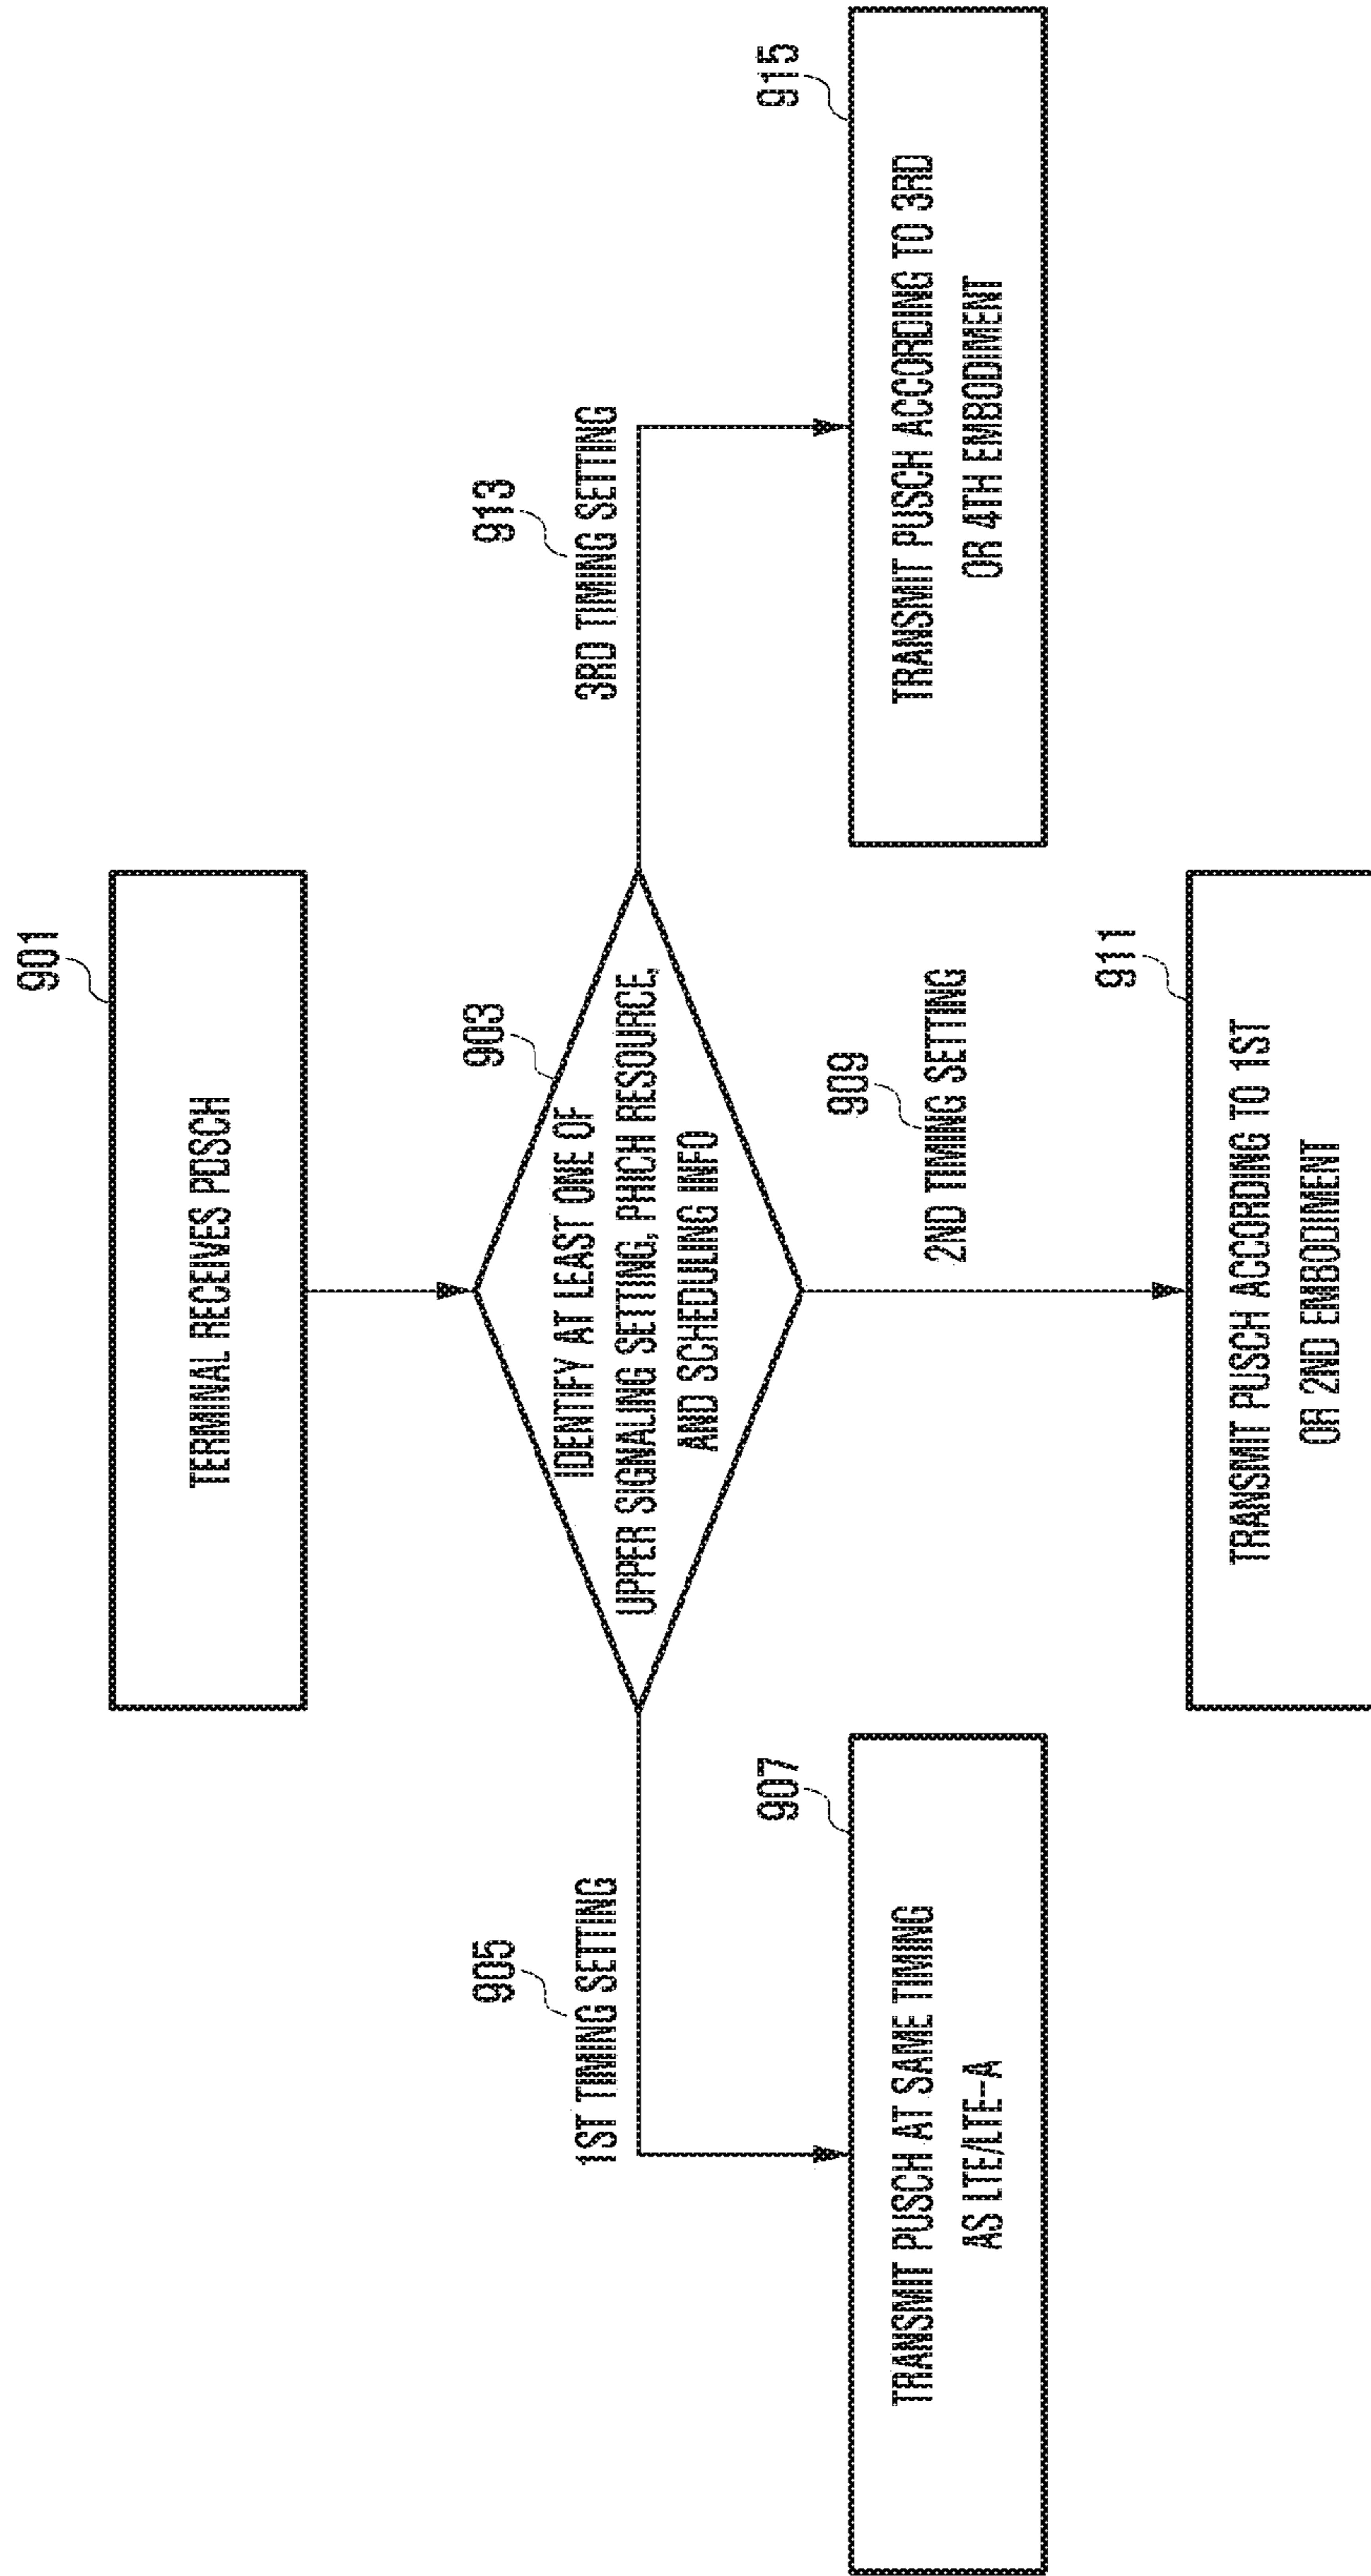 901
TERMINAL RECEIVES PDSCH
903
IDENTIFY AT LEAST ONE OF
UPPER SIGNALING SETTING, PHICH RESOURCE,
AND SCHEDULING INFO
905
1ST TIMING SETTING
913
3RD TIMING SETTING
907
TRANSMIT PUSCH AT SAME TIMING
AS LTE/LTE-A
909
2ND TIMING SETTING
915
TRANSMIT PUSCH ACCORDING TO 3RD
OR 4TH EMBODIMENT
911
TRANSMIT PUSCH ACCORDING TO 1ST
OR 2ND EMBODIMENT